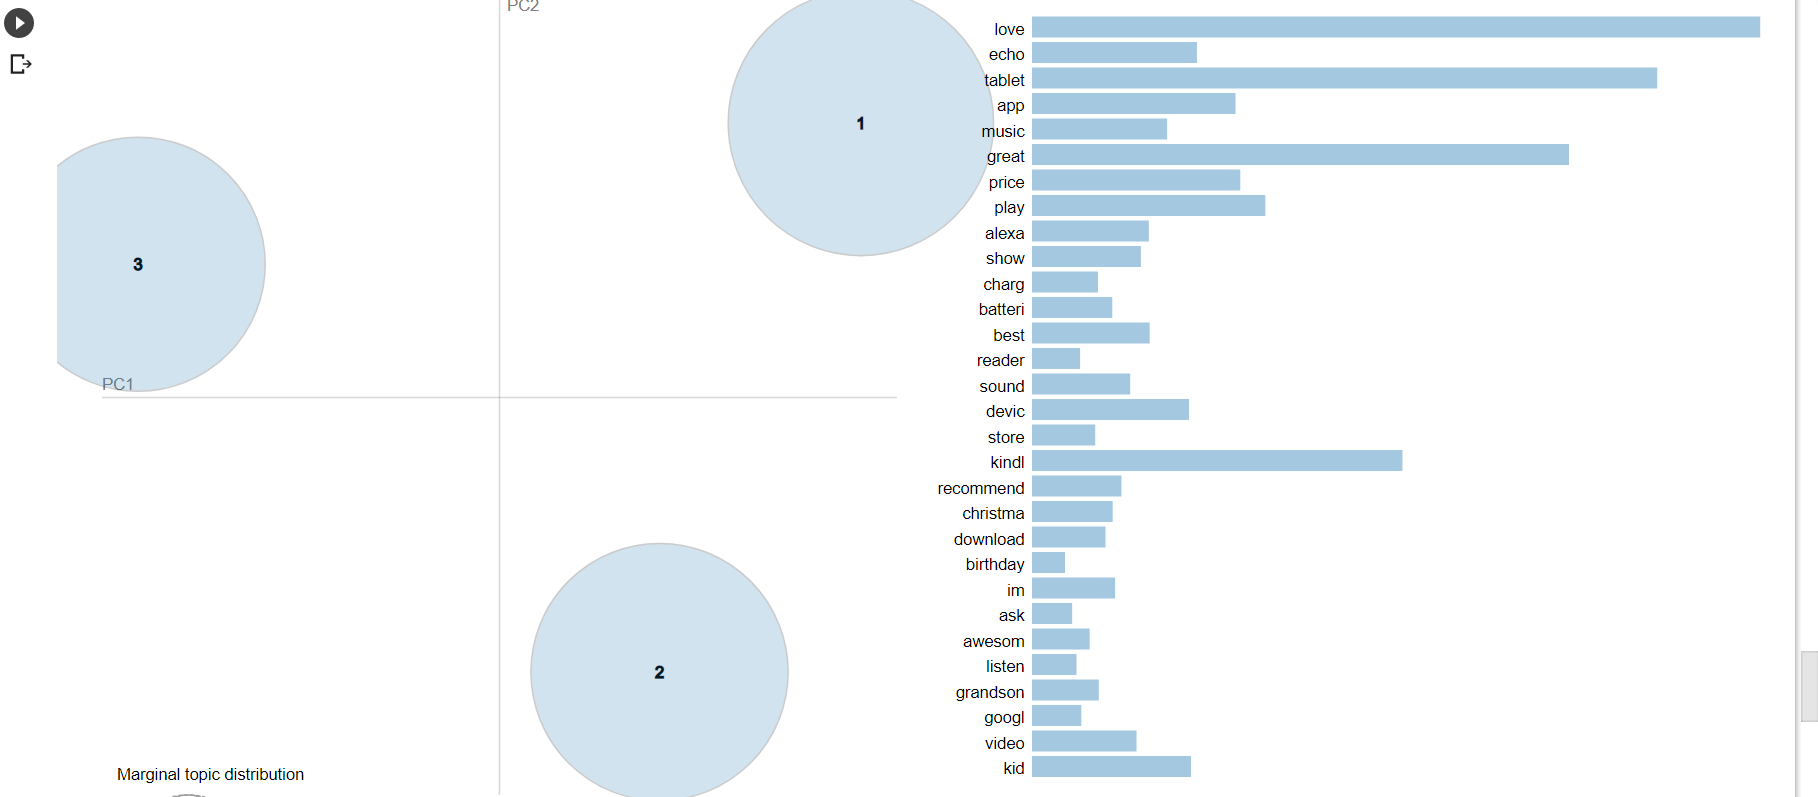 PC2
1
3
PC1
2
Marginal topic distribution
love
echo
tablet
app
music
great
price
play
alexa
show
charg
batteri
best
reader
sound
devic
store
kindl
recommend
christma
download
birthday
im
ask
awesom
listen
grandson
googl
video
kid